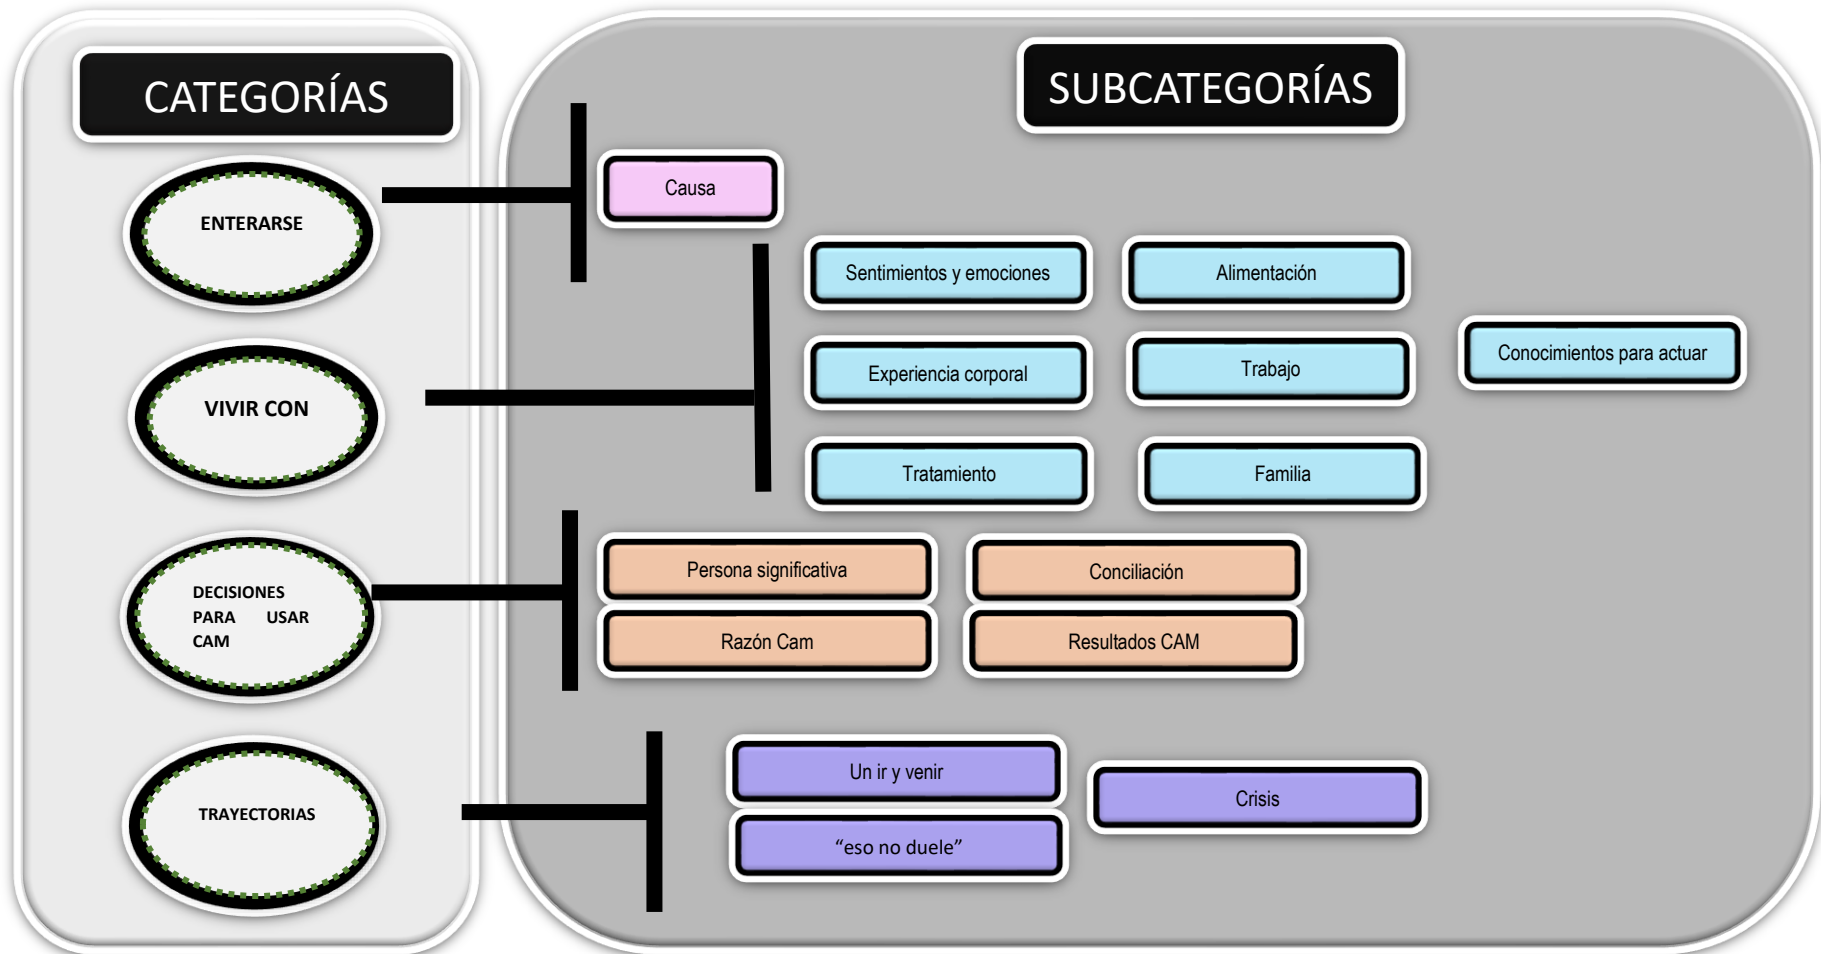 CATEGORÍAS
SUBCATEGORÍAS
ENTERARSE
Causa
VIVIR CON
Sentimientos y emociones
Alimentación
Experiencia corporal
Trabajo
Conocimientos para actuar
Tratamiento
Familia
DECISIONES
PARA USAR
CAM
Persona significativa
Conciliación
Razón Cam
Resultados CAM
TRAYECTORIAS
Un ir y venir
Crisis
“eso no duele”